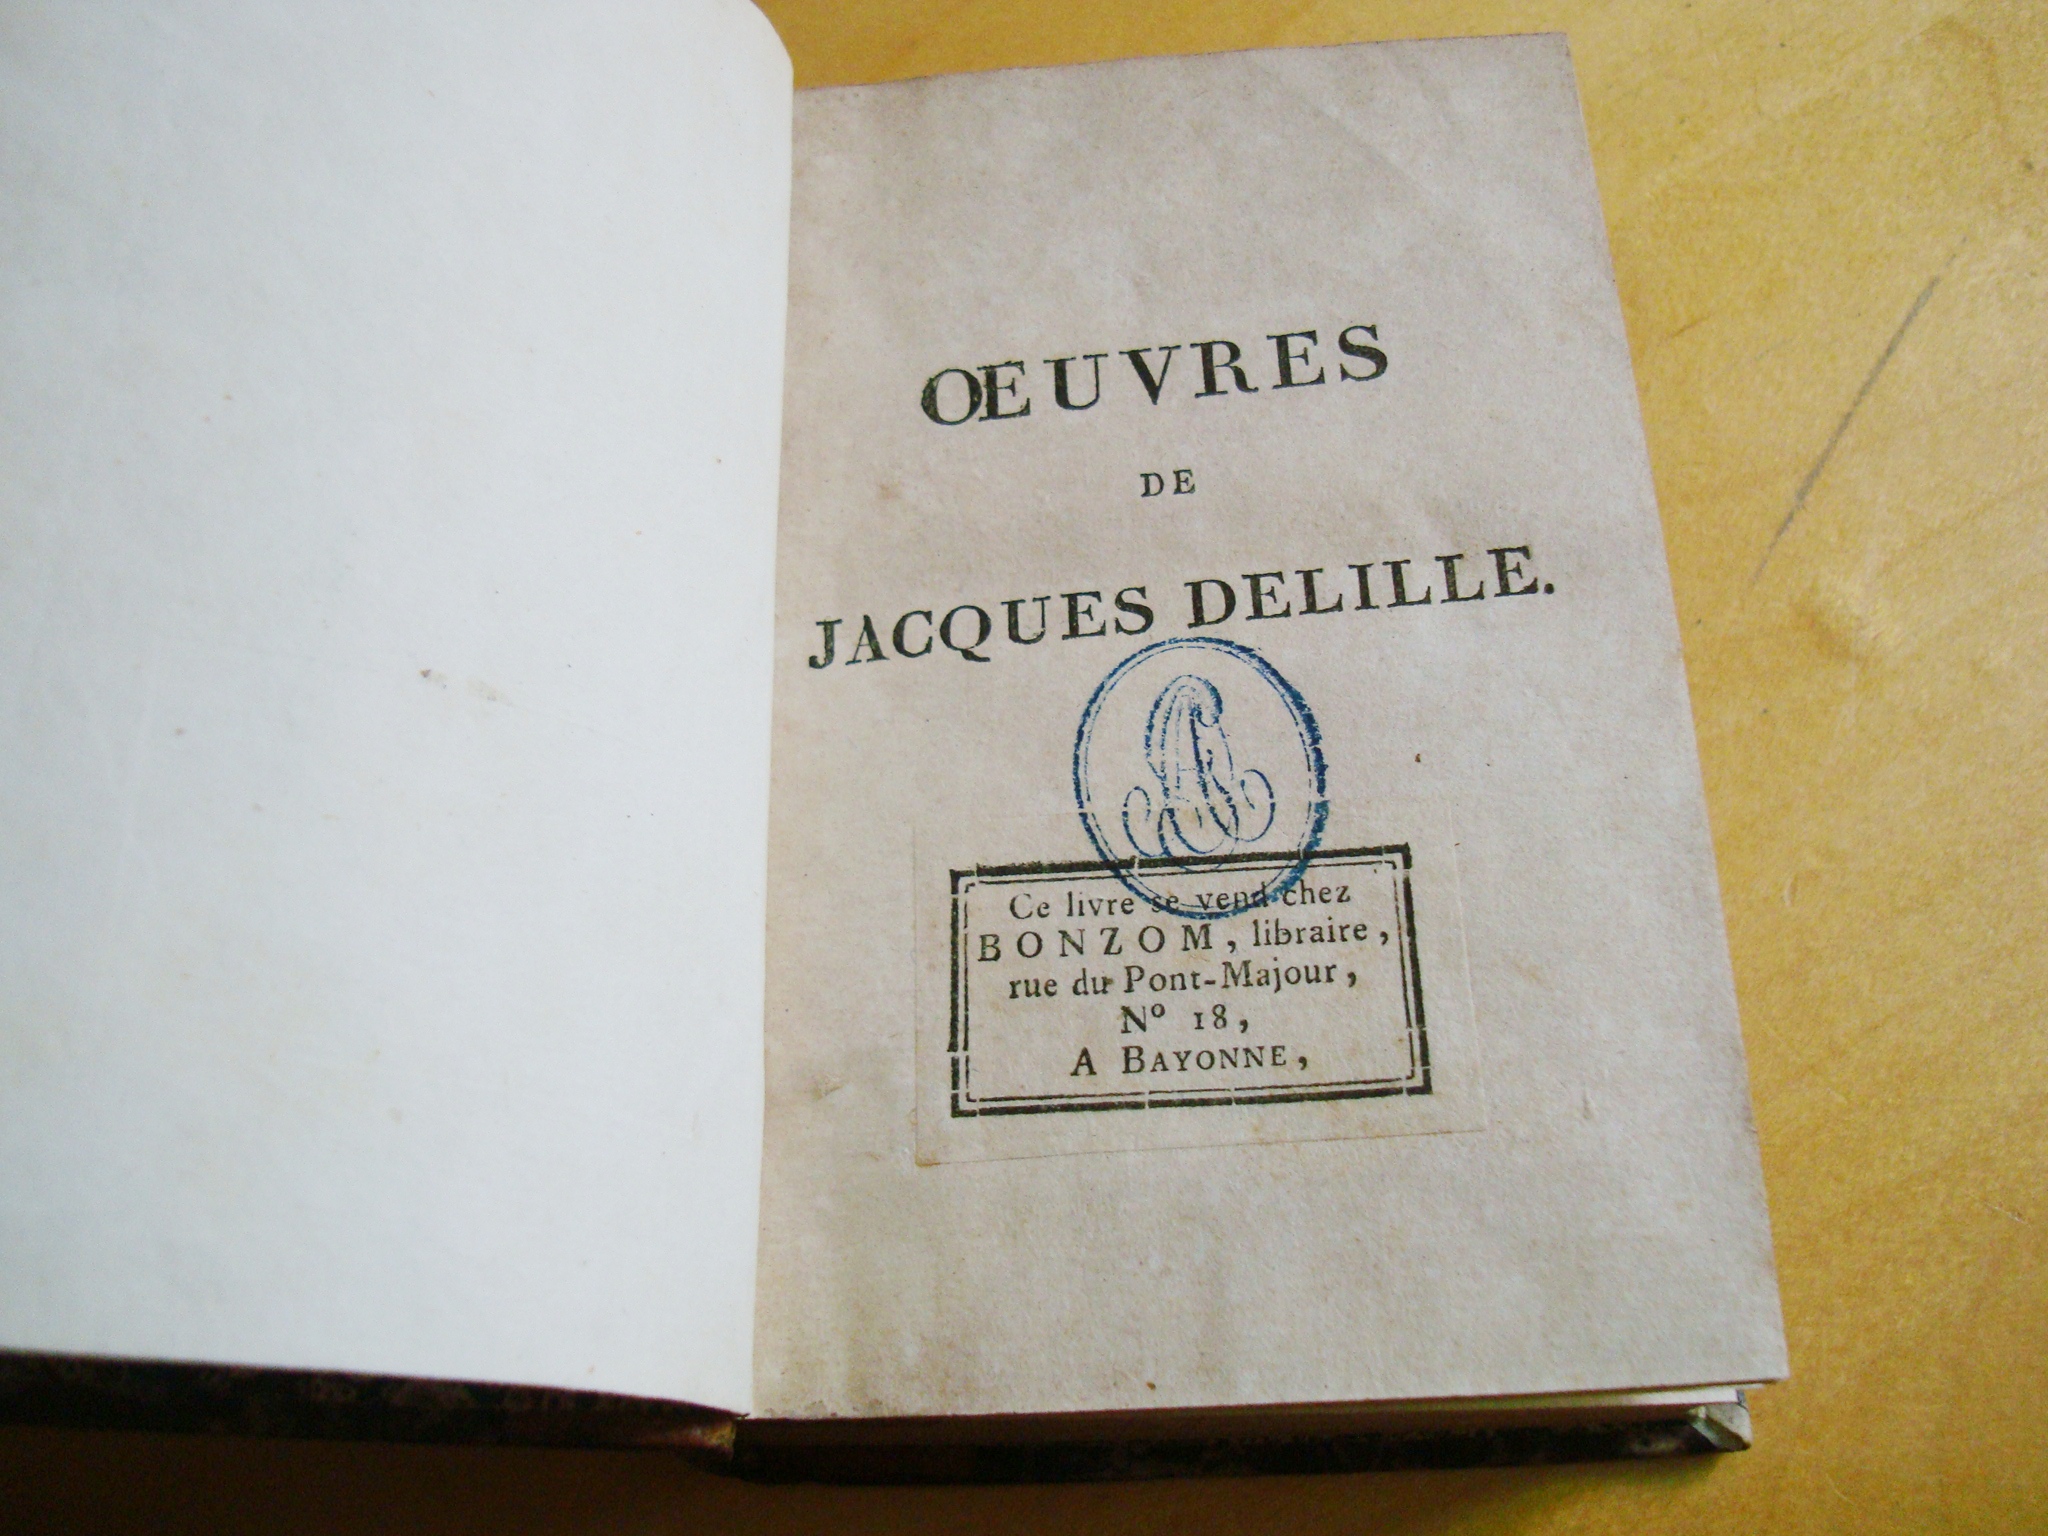 ŒUVRES
DE
JACQUES DELILLE.
Ce livre se vend chez
BONZOM, libraire,
rue du Pont-Majour,
Nº 18,
A BAYONNE,